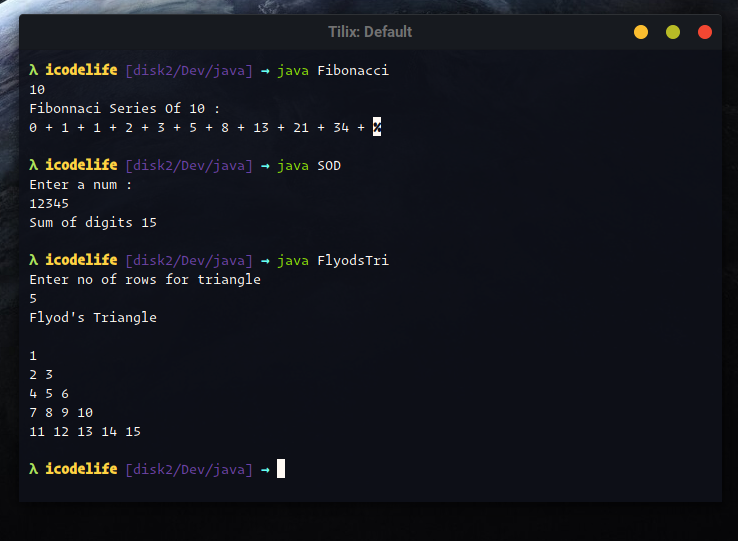 Tilix: Default
λ icodelife [disk2/Dev/java] → java Fibonacci
10
Fibonnaci Series Of 10 :
0 + 1 + 1 + 2 + 3 + 5 + 8 + 13 + 21 + 34 + %
λ icodelife [disk2/Dev/java] → java SOD
Enter a num :
12345
Sum of digits 15
λ icodelife [disk2/Dev/java] → java FlyodsTri
Enter no of rows for triangle
5
Flyod's Triangle
1
2 3
4 5 6
7 8 9 10
11 12 13 14 15
λ icodelife [disk2/Dev/java] →